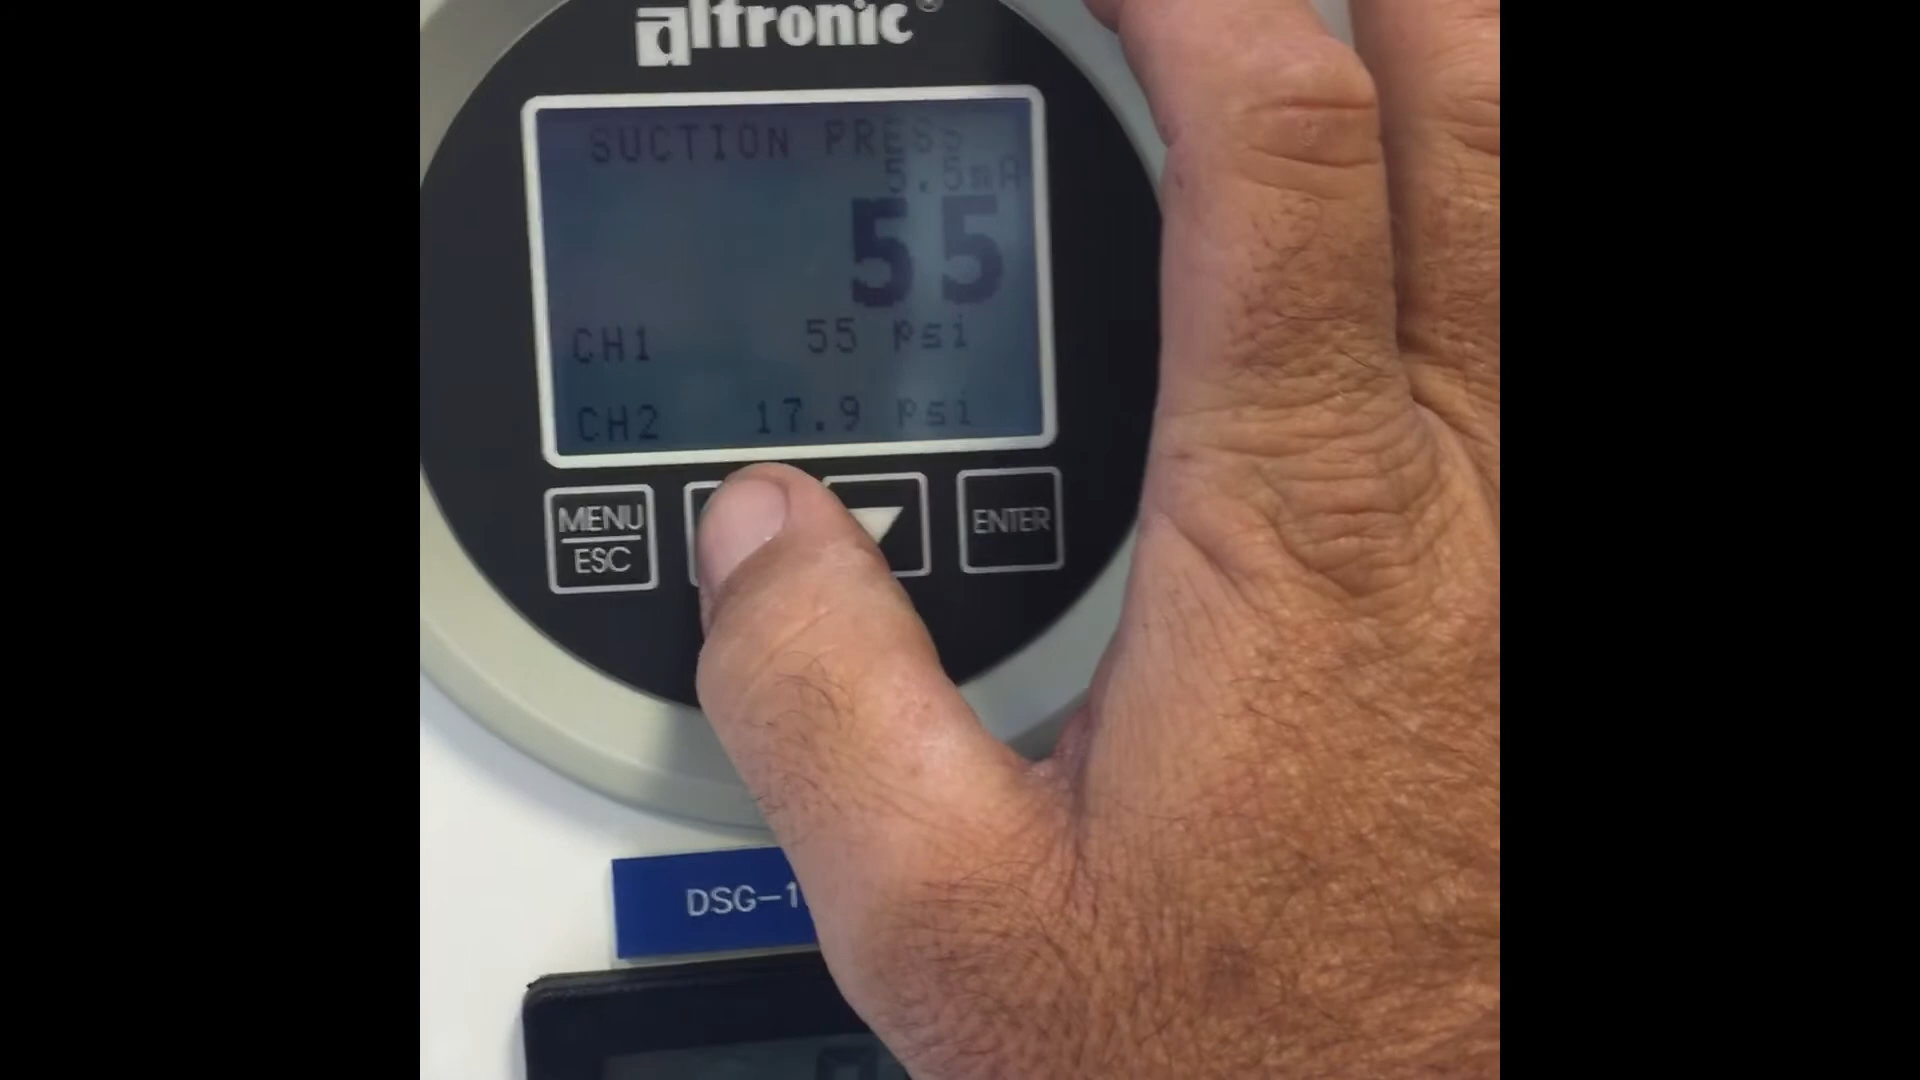 altronic®
SUCTION PRESS
5.5mA
55
CH1 55 psi
CH2 17.9 psi
MENU
ESC
ENTER
DSG-1